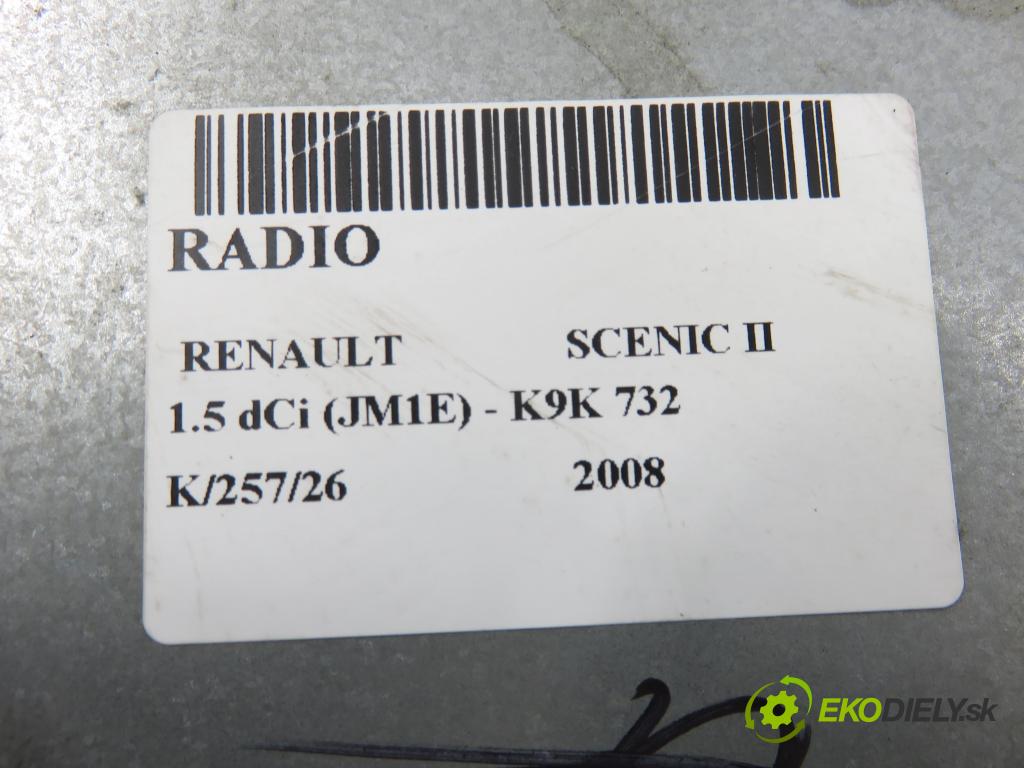 RADIO
RENAULT SCENIC II
1.5 dCi (JM1E) - K9K 732
K/257/26 2008
EKODIELY.sk